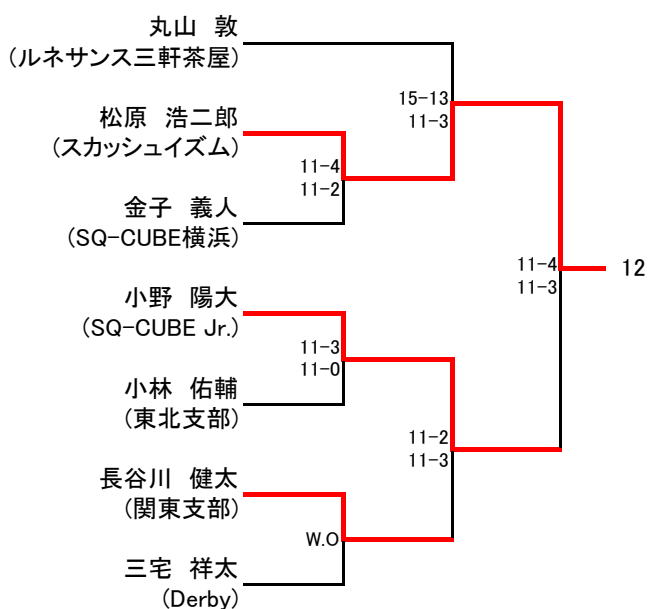 丸山 敦
(ルネサンス三軒茶屋)
15-13
11-3
松原 浩二郎
(スカッシュイズム)
11-4
11-2
金子 義人
(SQ-CUBE横浜)
11-4
11-3
12
小野 陽大
(SQ-CUBE Jr.)
11-3
11-0
小林 佑輔
(東北支部)
11-2
11-3
長谷川 健太
(関東支部)
W.O
三宅 祥太
(Derby)